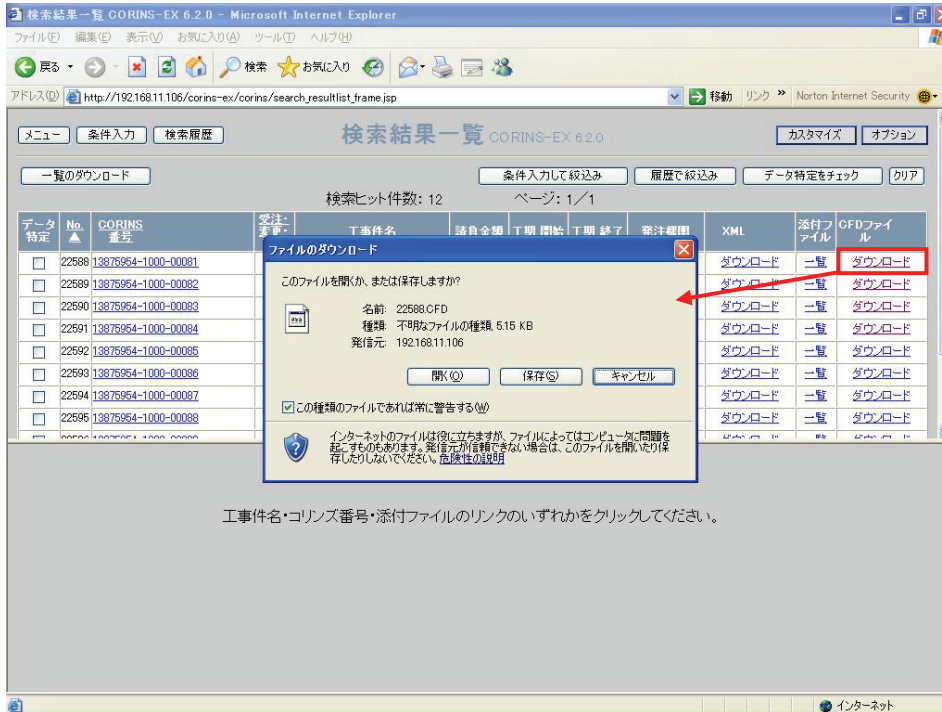 検索結果一覧 CORINS-EX 6.2.0 - Microsoft Internet Explorer
ファイル(F) 編集(E) 表示(V) お気に入り(A) ツール(T) ヘルプ(H)
戻る 検索 お気に入り
アドレス(D) http://192.168.11.106/corins-ex/corins/search_resultlist_frame.jsp 移動 リンク » Norton Internet Security
メニュー 条件入力 検索履歴 検索結果一覧 CORINS-EX 6.2.0 カスタマイズ オプション
一覧のダウンロード 条件入力して絞込み 履歴で絞込み データ特定をチェック クリア
検索ヒット件数: 12 ページ: 1/1
データ特定 No. ▲ CORINS番号 受注・変更・ 工事件名 請負金額 工期 開始 工期 終了 発注機関 XML 添付ファイル CFDファイル
22588 13875954-1000-00081 ダウンロード 一覧 ダウンロード
22589 13875954-1000-00082 ダウンロード 一覧 ダウンロード
22590 13875954-1000-00083 ダウンロード 一覧 ダウンロード
22591 13875954-1000-00084 ダウンロード 一覧 ダウンロード
22592 13875954-1000-00085 ダウンロード 一覧 ダウンロード
22593 13875954-1000-00086 ダウンロード 一覧 ダウンロード
22594 13875954-1000-00087 ダウンロード 一覧 ダウンロード
22595 13875954-1000-00088 ダウンロード 一覧 ダウンロード
ファイルのダウンロード
このファイルを開くか、または保存しますか?
名前: 22588.CFD
種類: 不明なファイルの種類, 5.15 KB
発信元: 192.168.11.106
開く(O) 保存(S) キャンセル
この種類のファイルであれば常に警告する(W)
インターネットのファイルは役に立ちますが、ファイルによってはコンピュータに問題を
起こすものもあります。発信元が信頼できない場合は、このファイルを開いたり保
存したりしないでください。危険性の説明
工事件名・コリンズ番号・添付ファイルのリンクのいずれかをクリックしてください。
インターネット